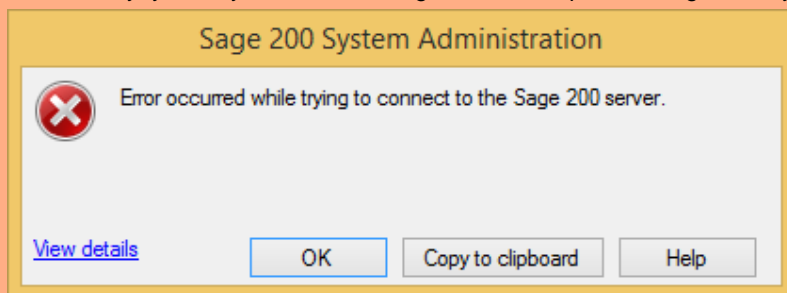 Sage 200 System Administration
Error occurred while trying to connect to the Sage 200 server.
View details
OK
Copy to clipboard
Help